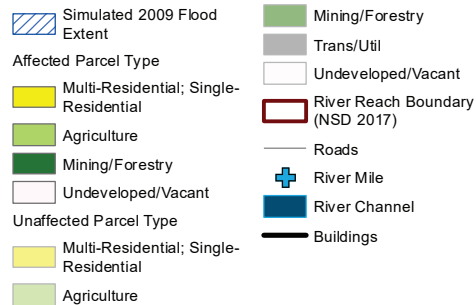 Simulated 2009 Flood
Extent
Affected Parcel Type
Multi-Residential; Single-
Residential
Agriculture
Mining/Forestry
Undeveloped/Vacant
Unaffected Parcel Type
Multi-Residential; Single-
Residential
Agriculture
Mining/Forestry
Trans/Util
Undeveloped/Vacant
River Reach Boundary
(NSD 2017)
Roads
River Mile
River Channel
Buildings